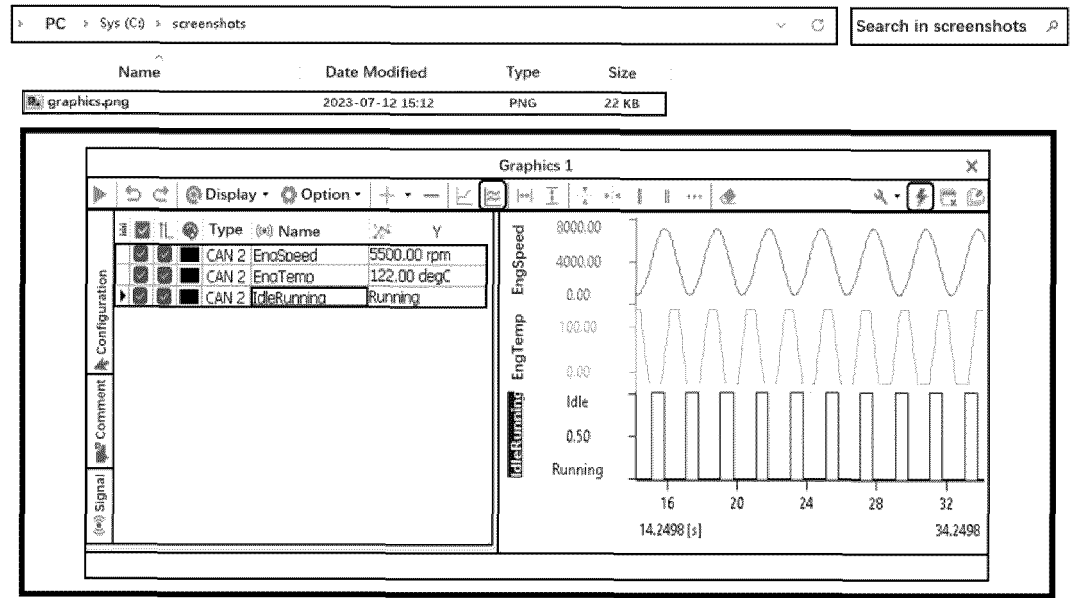 PC > Sys (C:) > screenshots
Search in screenshots
Name Date Modified Type Size
graphics.png 2023-07-12 15:12 PNG 22 KB
Graphics 1
Display Option
Type Name Y
CAN 2 EngSpeed 5500.00 rpm
CAN 2 EngTemp 122.00 degC
CAN 2 IdleRunning Running
Configuration
Comment
Signal
EngSpeed
8000.00
4000.00
0.00
EngTemp
100.00
0.00
IdleRunning
Idle
0.50
Running
16 20 24 28 32
14.2498 [s] 34.2498